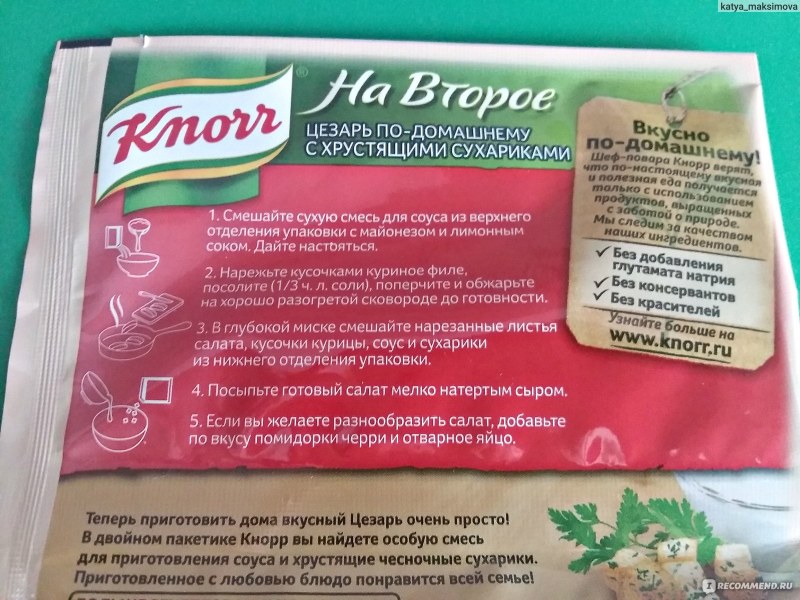 katya_maksimova
Knorr
®
На Второе
ЦЕЗАРЬ ПО-ДОМАШНЕМУ
С ХРУСТЯЩИМИ СУХАРИКАМИ
1. Смешайте сухую смесь для соуса из верхнего
отделения упаковки с майонезом и лимонным
соком. Дайте настояться.
2. Нарежьте кусочками куриное филе,
посолите (1/3 ч. л. соли), поперчите и обжарьте
на хорошо разогретой сковороде до готовности.
3. В глубокой миске смешайте нарезанные листья
салата, кусочки курицы, соус и сухарики
из нижнего отделения упаковки.
4. Посыпьте готовый салат мелко натертым сыром.
5. Если вы желаете разнообразить салат, добавьте
по вкусу помидорки черри и отварное яйцо.
Вкусно
по-домашнему!
Шеф-повара Кнорр верят,
что по-настоящему вкусная
и полезная еда получается
только с использованием
продуктов, выращенных
с заботой о природе.
Мы следим за качеством
наших ингредиентов.
✓ Без добавления
глутамата натрия
✓ Без консервантов
✓ Без красителей
Узнайте больше на
www.knorr.ru
Теперь приготовить дома вкусный Цезарь очень просто!
В двойном пакетике Кнорр вы найдете особую смесь
для приготовления соуса и хрустящие чесночные сухарики.
Приготовленное с любовью блюдо понравится всей семье!
IRECOMMEND.RU